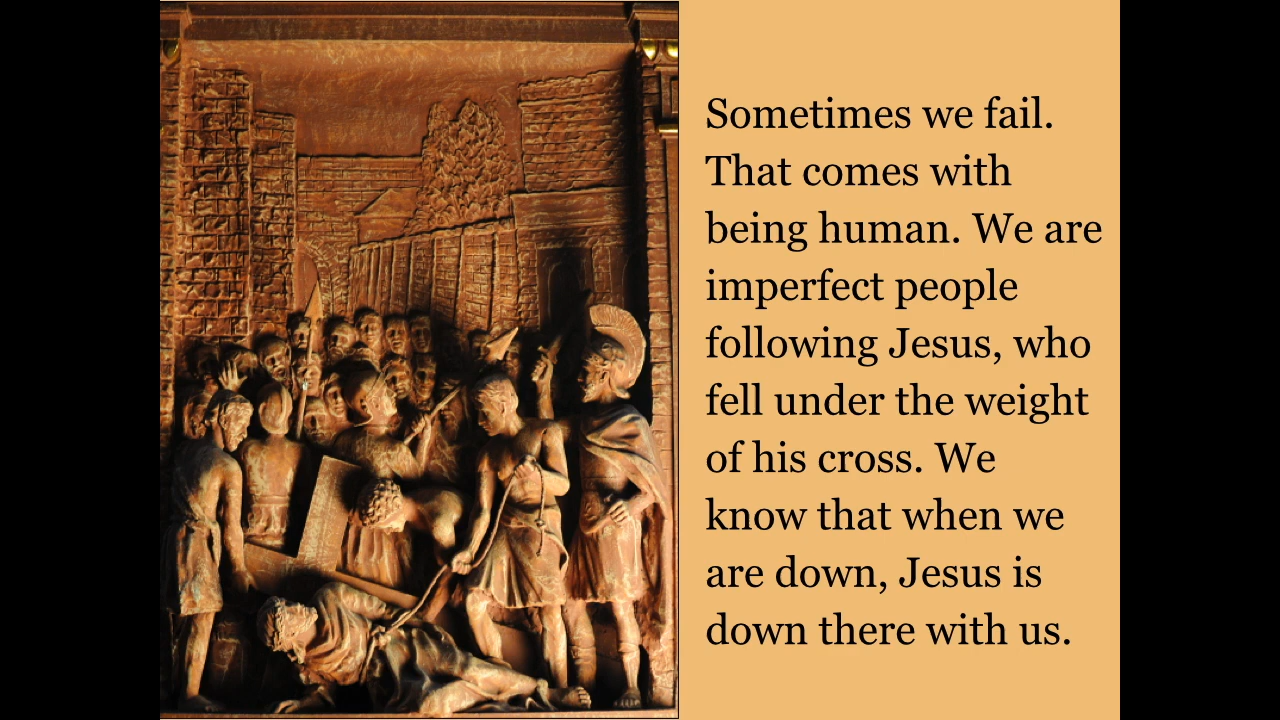 Sometimes we fail.
That comes with
being human. We are
imperfect people
following Jesus, who
fell under the weight
of his cross. We
know that when we
are down, Jesus is
down there with us.